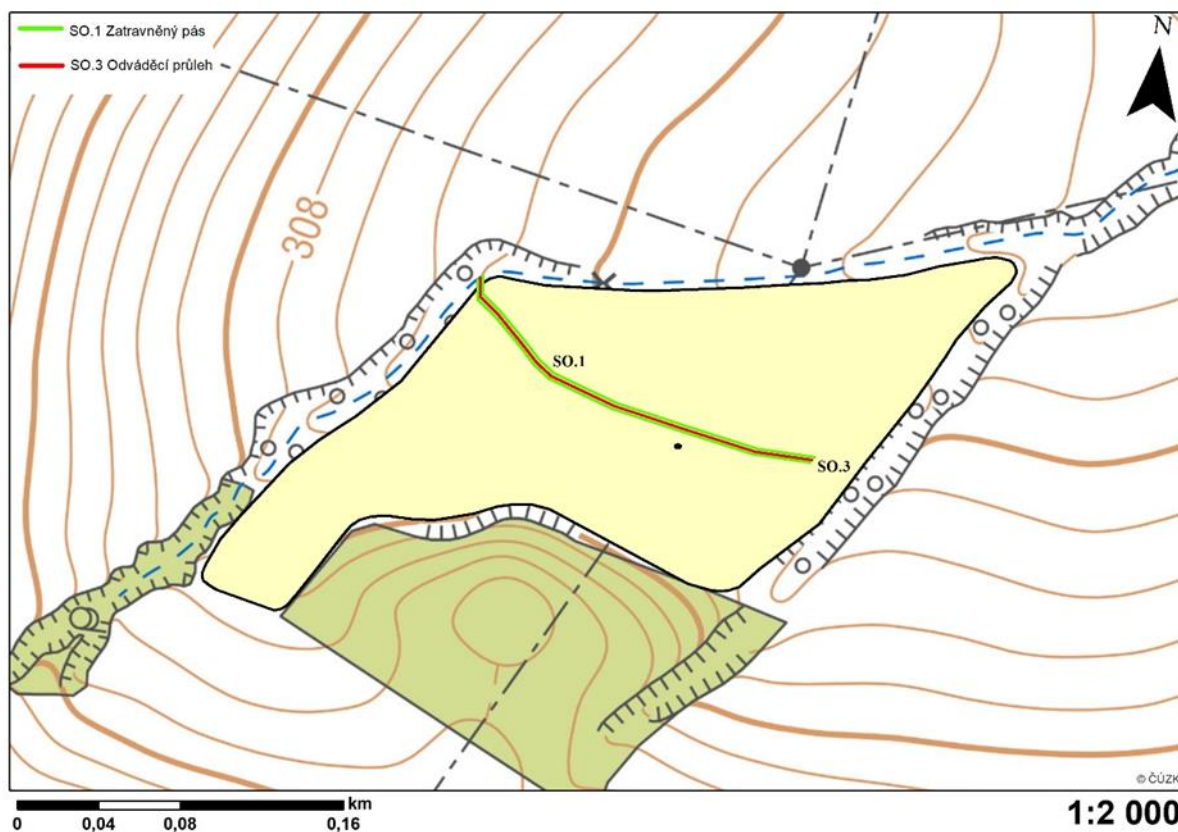 SO.1 Zatravněný pás
SO.3 Odváděcí průleh
N
308
SO.1
SO.3
© ČÚZK
0 0,04 0,08 0,16 km
1:2 000